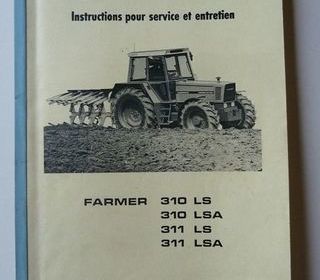 Instructions pour service et entretien
FARMER 310 LS
310 LSA
311 LS
311 LSA